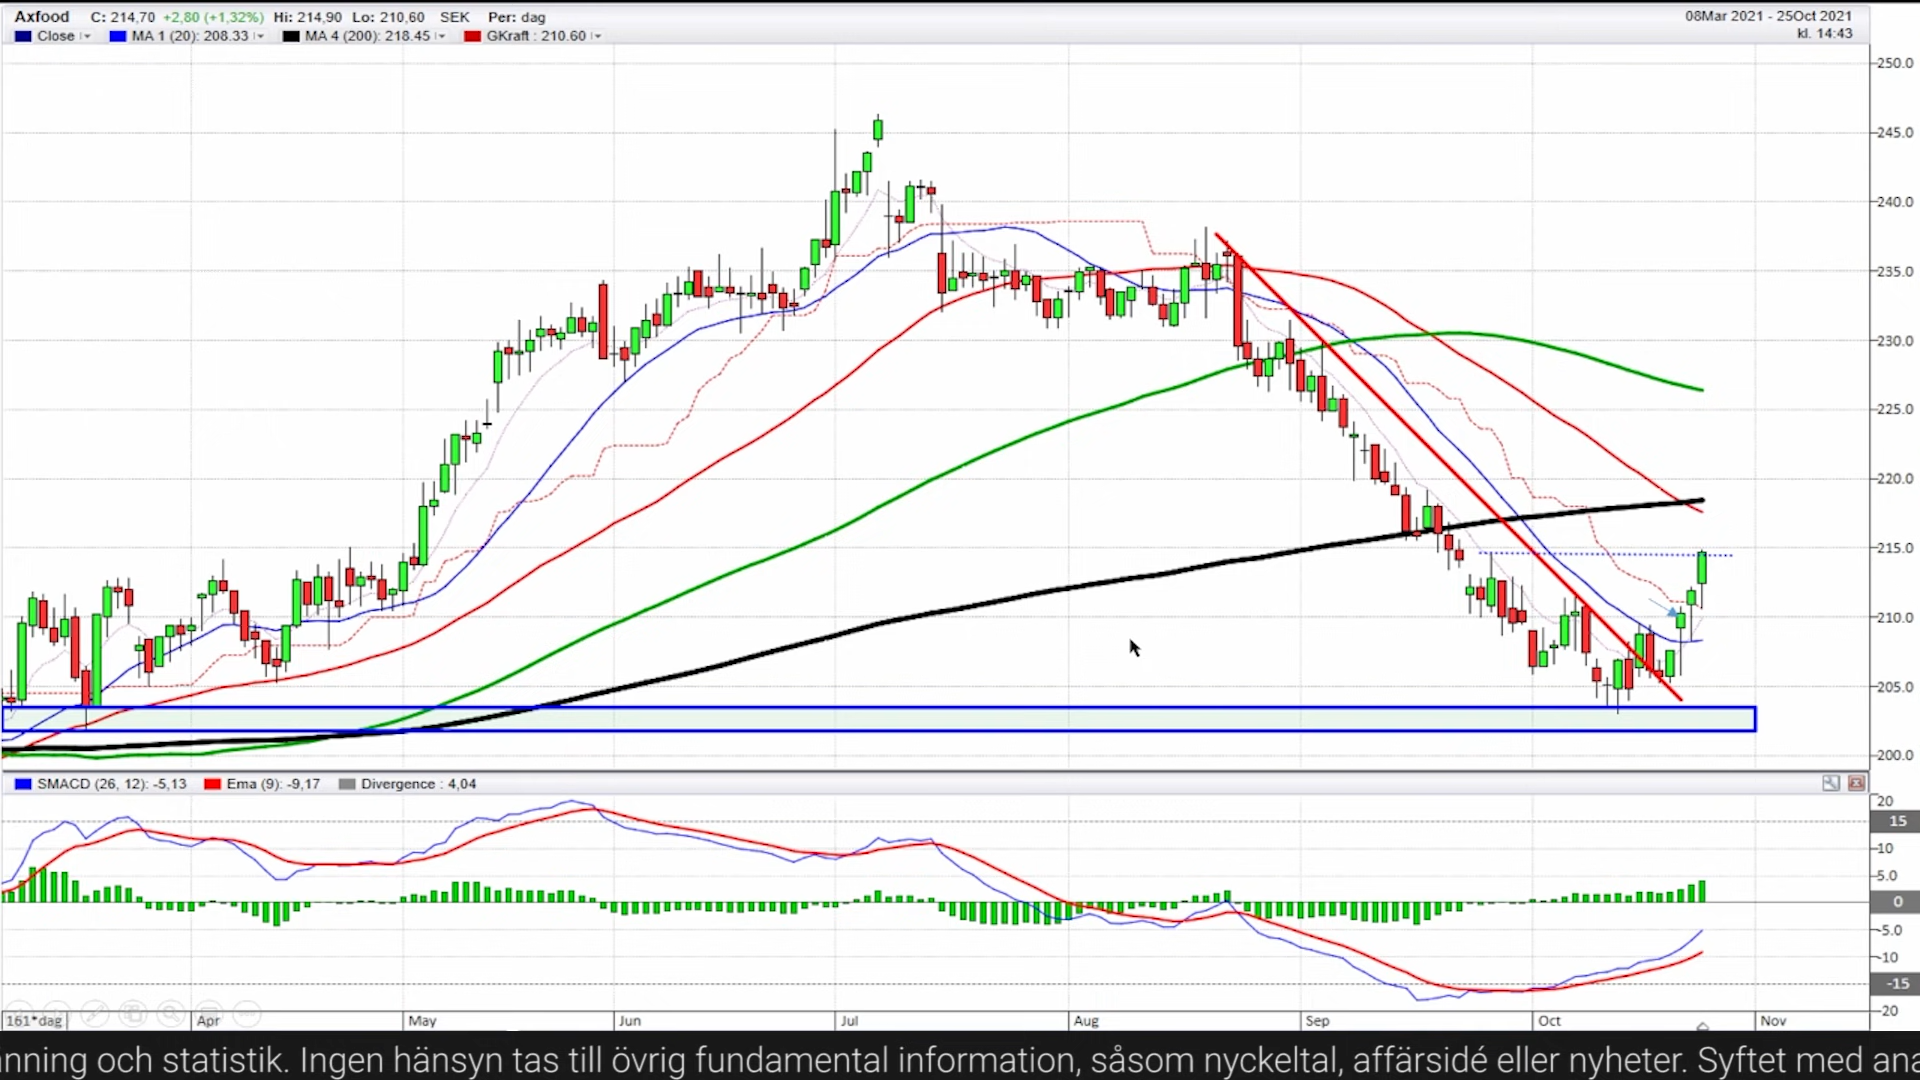 Axfood C: 214,70 +2,80 (+1,32%) Hi: 214,90 Lo: 210,60 SEK Per: dag
08Mar 2021 - 25Oct 2021
Close MA 1 (20): 208.33 MA 4 (200): 218.45 GKraft : 210.60
kl. 14:43
250.0
245.0
240.0
235.0
230.0
225.0
220.0
215.0
210.0
205.0
200.0
SMACD (26, 12): -5,13 Ema (9): -9,17 Divergence : 4,04
20
15
10
5.0
0
-5.0
-10
-15
-20
161*dag Apr May Jun Jul Aug Sep Oct Nov
nning och statistik. Ingen hänsyn tas till övrig fundamental information, såsom nyckeltal, affärsidé eller nyheter. Syftet med ana